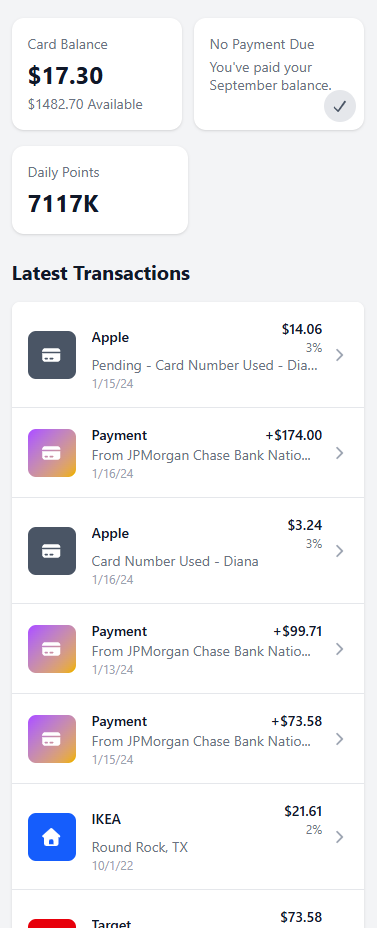 Card Balance
$17.30
$1482.70 Available
No Payment Due
You've paid your
September balance.
Daily Points
7117K
Latest Transactions
Apple
$14.06
3%
Pending - Card Number Used - Dia...
1/15/24
Payment
+$174.00
From JPMorgan Chase Bank Natio...
1/16/24
Apple
$3.24
3%
Card Number Used - Diana
1/16/24
Payment
+$99.71
From JPMorgan Chase Bank Natio...
1/13/24
Payment
+$73.58
From JPMorgan Chase Bank Natio...
1/15/24
IKEA
$21.61
2%
Round Rock, TX
10/1/22
Target
$73.58